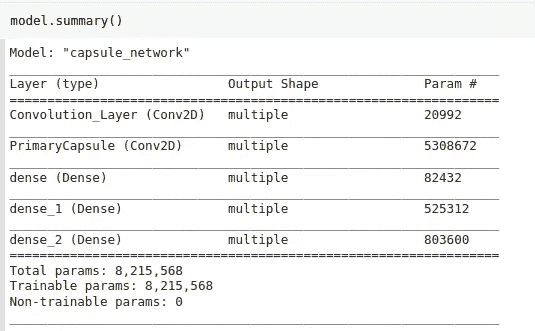 model.summary()
Model: "capsule_network"
Layer (type) Output Shape Param #
Convolution_Layer (Conv2D) multiple 20992
PrimaryCapsule (Conv2D) multiple 5308672
dense (Dense) multiple 82432
dense_1 (Dense) multiple 525312
dense_2 (Dense) multiple 803600
Total params: 8,215,568
Trainable params: 8,215,568
Non-trainable params: 0